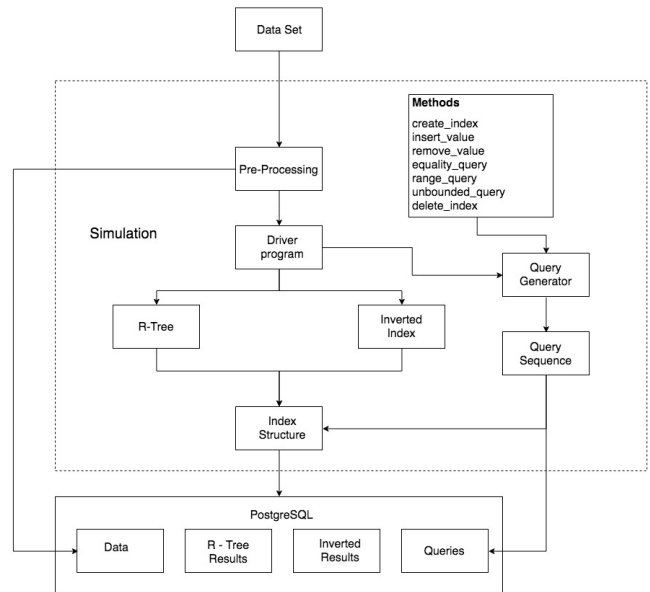 Data Set
Methods
create_index
insert_value
remove_value
equality_query
range_query
unbounded_query
delete_index
Pre-Processing
Simulation
Driver
program
Query
Generator
R-Tree
Inverted
Index
Query
Sequence
Index
Structure
PostgreSQL
Data
R - Tree
Results
Inverted
Results
Queries